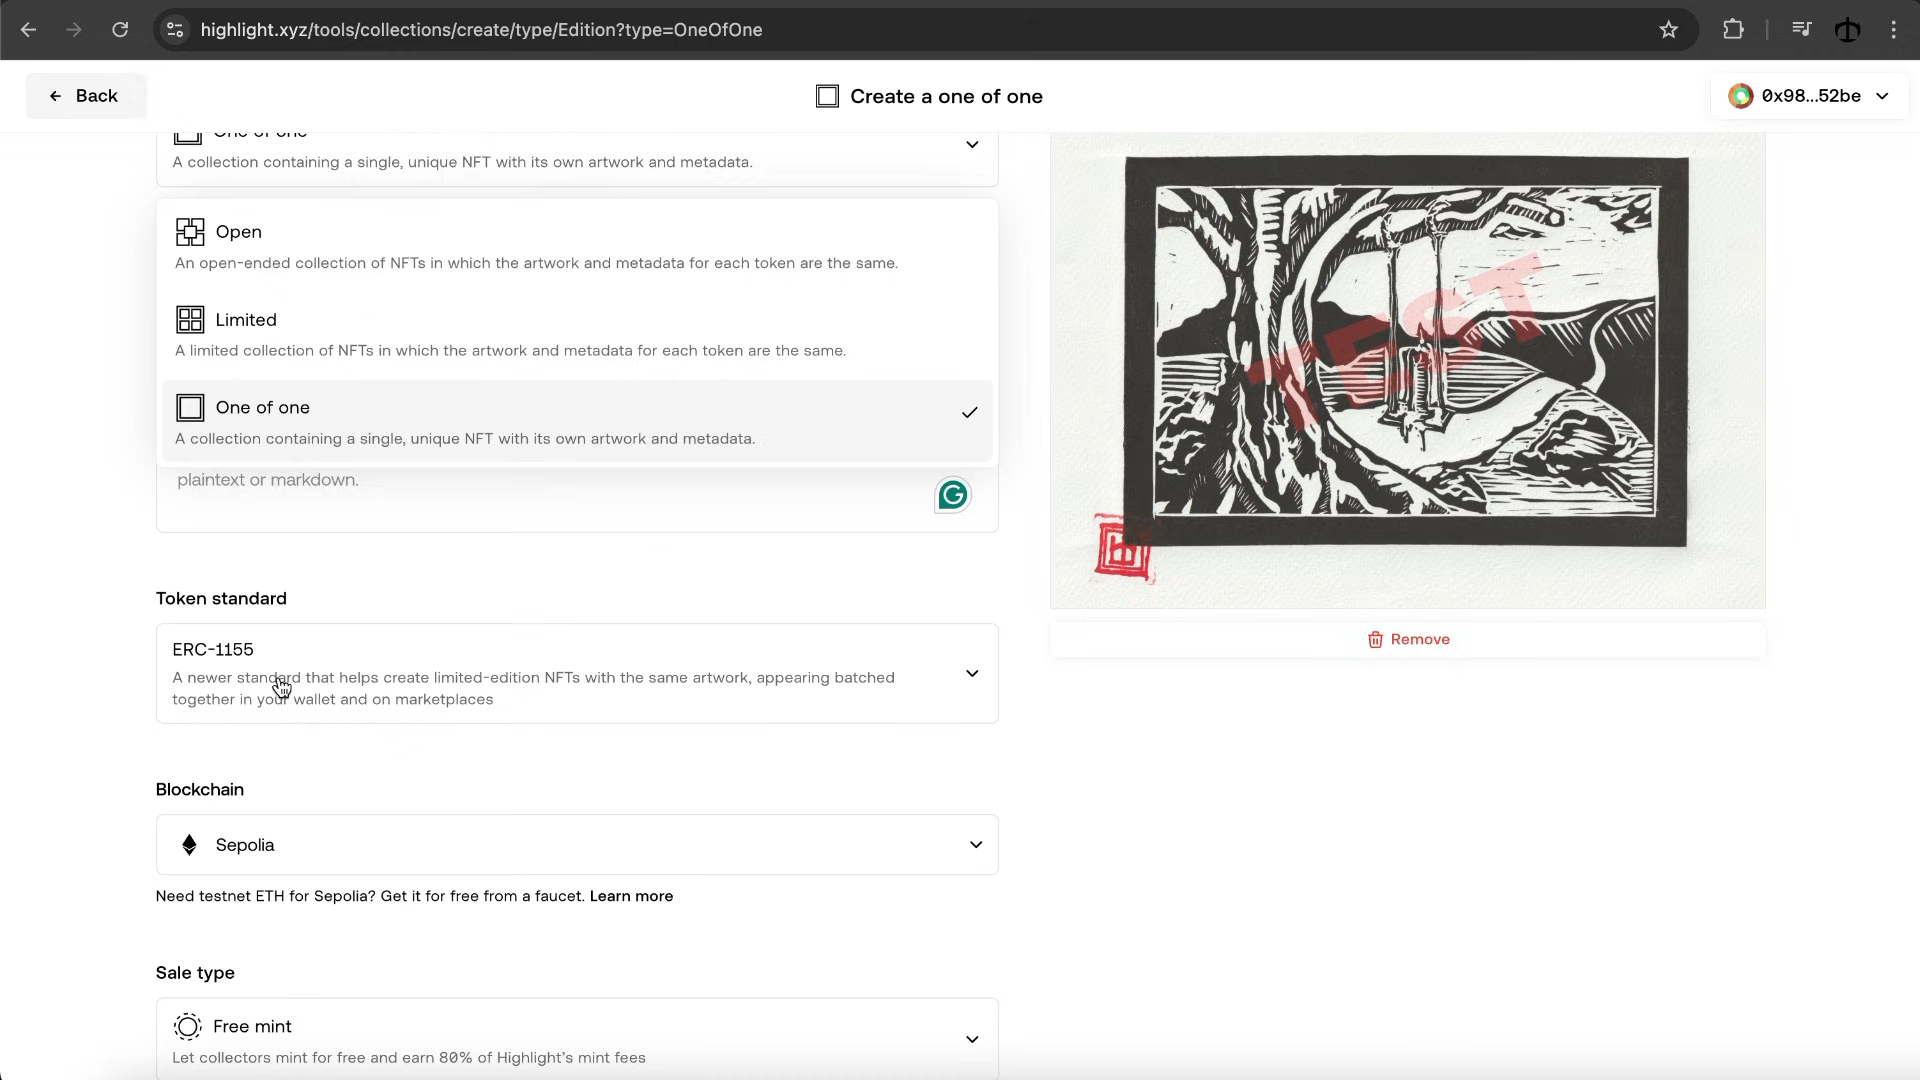 highlight.xyz/tools/collections/create/type/Edition?type=OneOfOne
Back
Create a one of one
0x98...52be
One of one
A collection containing a single, unique NFT with its own artwork and metadata.
Open
An open-ended collection of NFTs in which the artwork and metadata for each token are the same.
Limited
A limited collection of NFTs in which the artwork and metadata for each token are the same.
One of one
A collection containing a single, unique NFT with its own artwork and metadata.
plaintext or markdown.
TEST
Remove
Token standard
ERC-1155
A newer standard that helps create limited-edition NFTs with the same artwork, appearing batched
together in your wallet and on marketplaces
Blockchain
Sepolia
Need testnet ETH for Sepolia? Get it for free from a faucet. Learn more
Sale type
Free mint
Let collectors mint for free and earn 80% of Highlight's mint fees